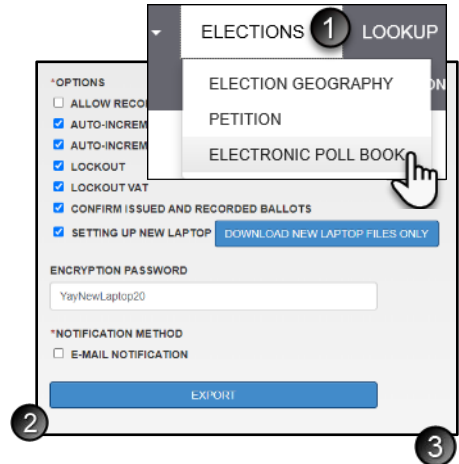 ELECTIONS 1 LOOKUP
ELECTION GEOGRAPHY
PETITION
ELECTRONIC POLL BOOK
*OPTIONS
ALLOW RECO
AUTO-INCREM
AUTO-INCREM
LOCKOUT
LOCKOUT VAT
CONFIRM ISSUED AND RECORDED BALLOTS
SETTING UP NEW LAPTOP DOWNLOAD NEW LAPTOP FILES ONLY
ENCRYPTION PASSWORD
YayNewLaptop20
*NOTIFICATION METHOD
E-MAIL NOTIFICATION
EXPORT
2
3